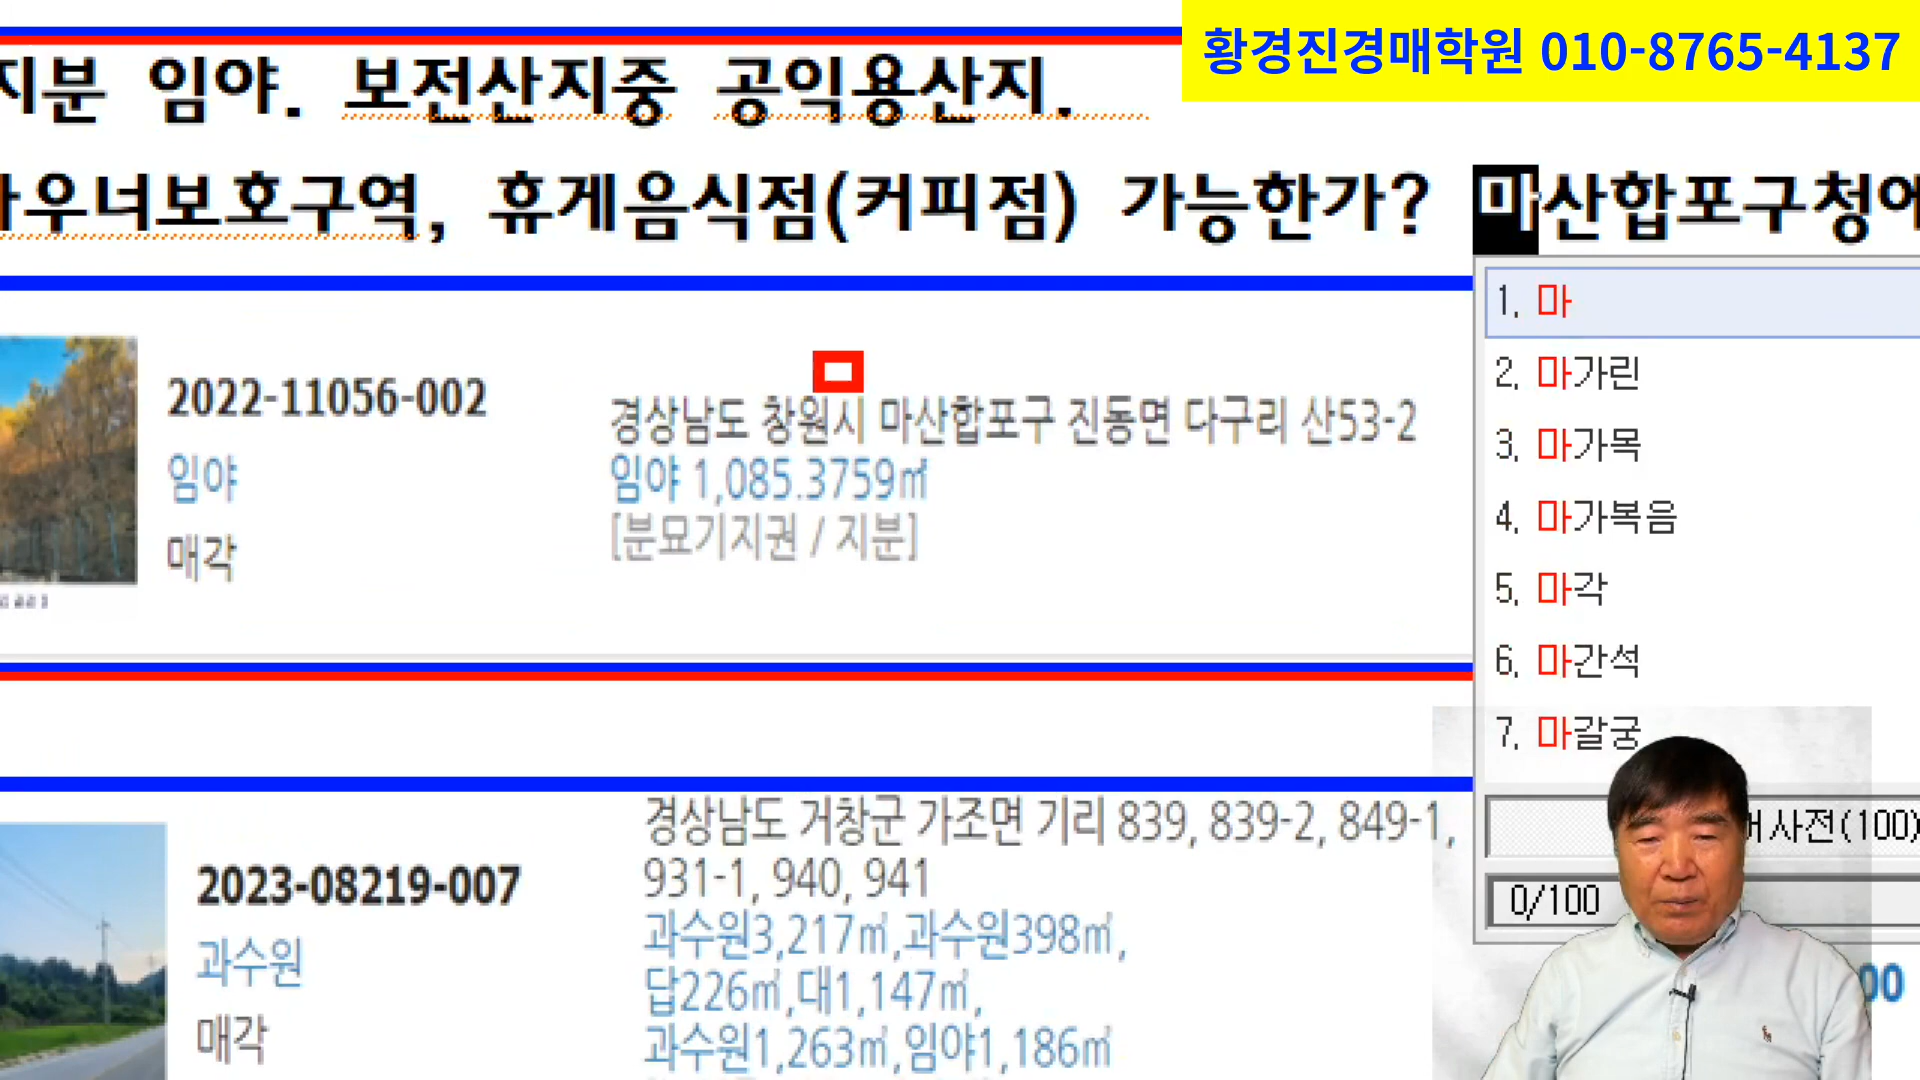 황경진경매학원 010-8765-4137
지분 임야. 보전산지중 공익용산지.
우너보호구역, 휴게음식점(커피점) 가능한가? 마산합포구청에
1. 마
2. 마가린
3. 마가목
4. 마가복음
5. 마각
6. 마간석
7. 마갈궁
사전(100)
0/100
2022-11056-002
임야
매각
경상남도 창원시 마산합포구 진동면 다구리 산53-2
임야 1,085.3759㎡
[분묘기지권 / 지분]
2023-08219-007
과수원
매각
경상남도 거창군 가조면 기리 839, 839-2, 849-1,
931-1, 940, 941
과수원3,217㎡,과수원398㎡,
답226㎡,대1,147㎡,
과수원1,263㎡,임야1,186㎡
00